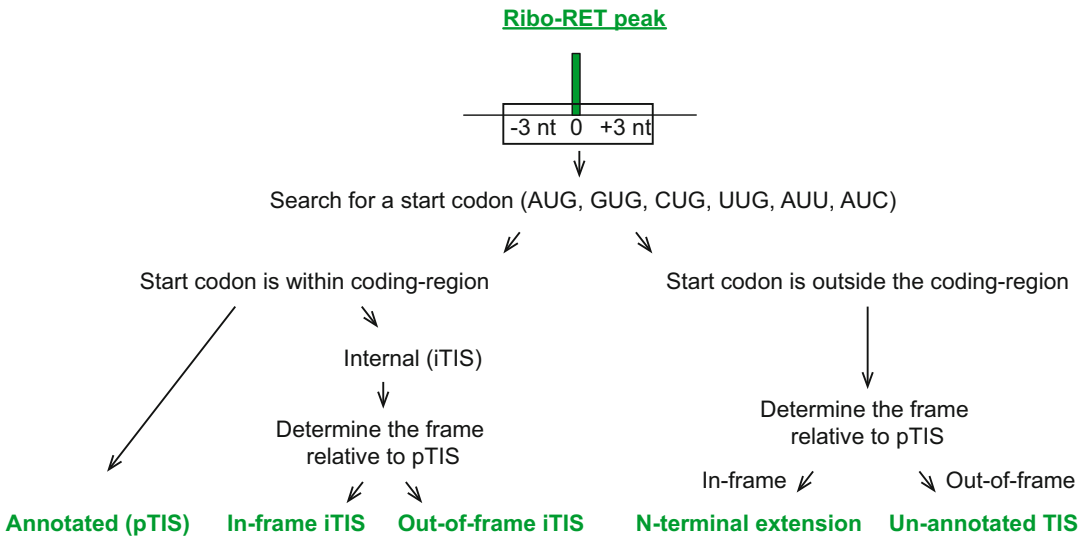 Ribo-RET peak
-3 nt 0 +3 nt
Search for a start codon (AUG, GUG, CUG, UUG, AUU, AUC)
Start codon is within coding-region
Start codon is outside the coding-region
Internal (iTIS)
Determine the frame
relative to pTIS
Determine the frame
relative to pTIS
In-frame
Out-of-frame
Annotated (pTIS)
In-frame iTIS
Out-of-frame iTIS
N-terminal extension
Un-annotated TIS